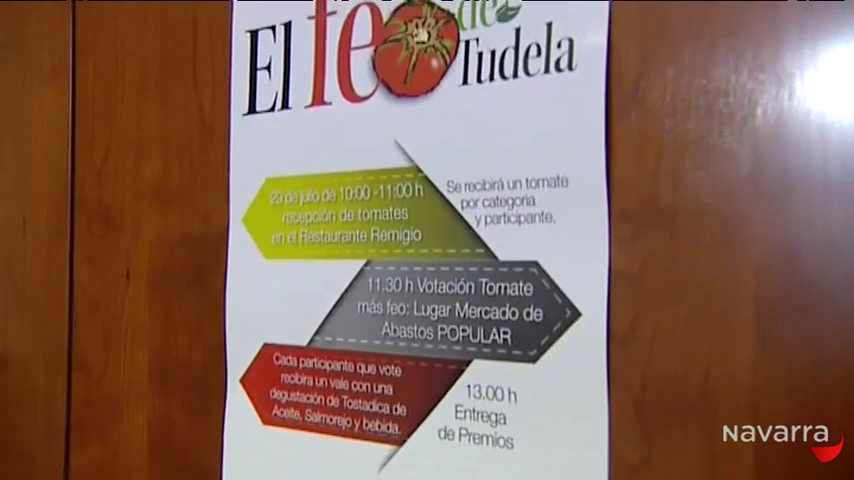 El feo de
Tudela
29 de julio de 10:00 -11:00 h
recepción de tomates
en el Restaurante Remigio
Se recibirá un tomate
por categoria
y participante.
11.30 h Votación Tomate
más feo: Lugar Mercado de
Abastos POPULAR
Cada participante que vote
recibira un vale con una
degustación de Tostadica de
Aceite, Salmorejo y bebida.
13.00 h
Entrega
de Premios
Navarra